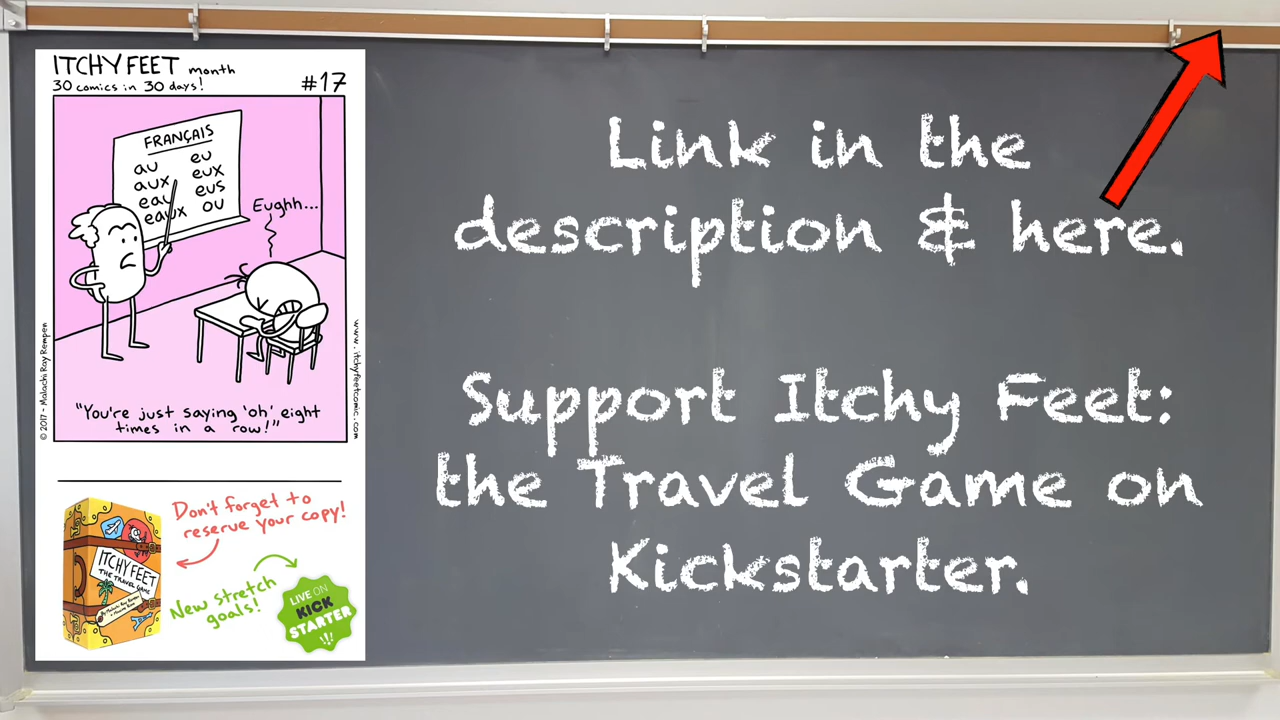 ITCHY FEET month
30 comics in 30 days!
#17
FRANÇAIS
au
aux
eau
eaux
eu
eux
eus
ou
Eughh...
© 2017 - Malachi Ray Rempen
www.itchyfeetcomic.com
"You're just saying 'oh' eight
times in a row!"
Don't forget to
reserve your copy!
ITCHY FEET
THE TRAVEL GAME
New stretch
goals!
LIVE ON
KICK
STARTER
!!!
Link in the
description & here.
Support Itchy Feet:
the Travel Game on
Kickstarter.